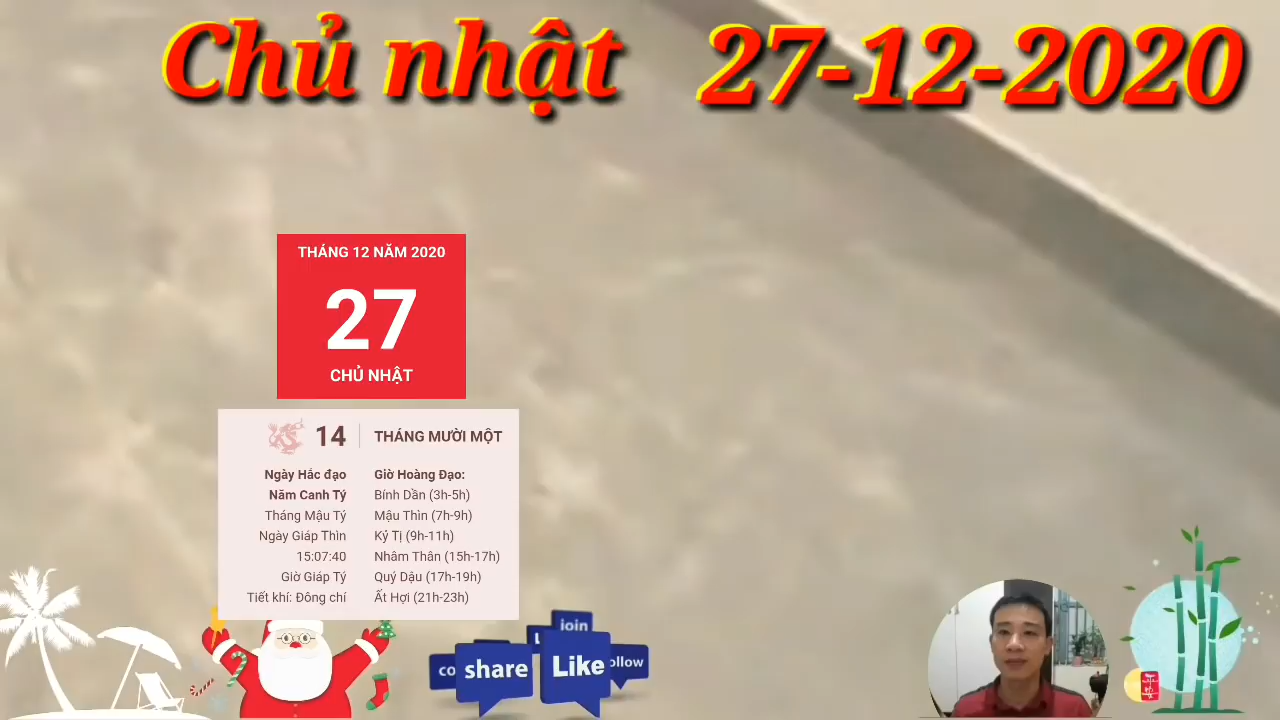 Chủ nhật 27-12-2020
THÁNG 12 NĂM 2020
27
CHỦ NHẬT
14 THÁNG MƯỜI MỘT
Ngày Hắc đạo
Năm Canh Tý
Tháng Mậu Tý
Ngày Giáp Thìn
15:07:40
Giờ Giáp Tý
Tiết khí: Đông chí
Giờ Hoàng Đạo:
Bính Dần (3h-5h)
Mậu Thìn (7h-9h)
Kỷ Tị (9h-11h)
Nhâm Thân (15h-17h)
Quý Dậu (17h-19h)
Ất Hợi (21h-23h)
join
share
Like
ollow
co
L